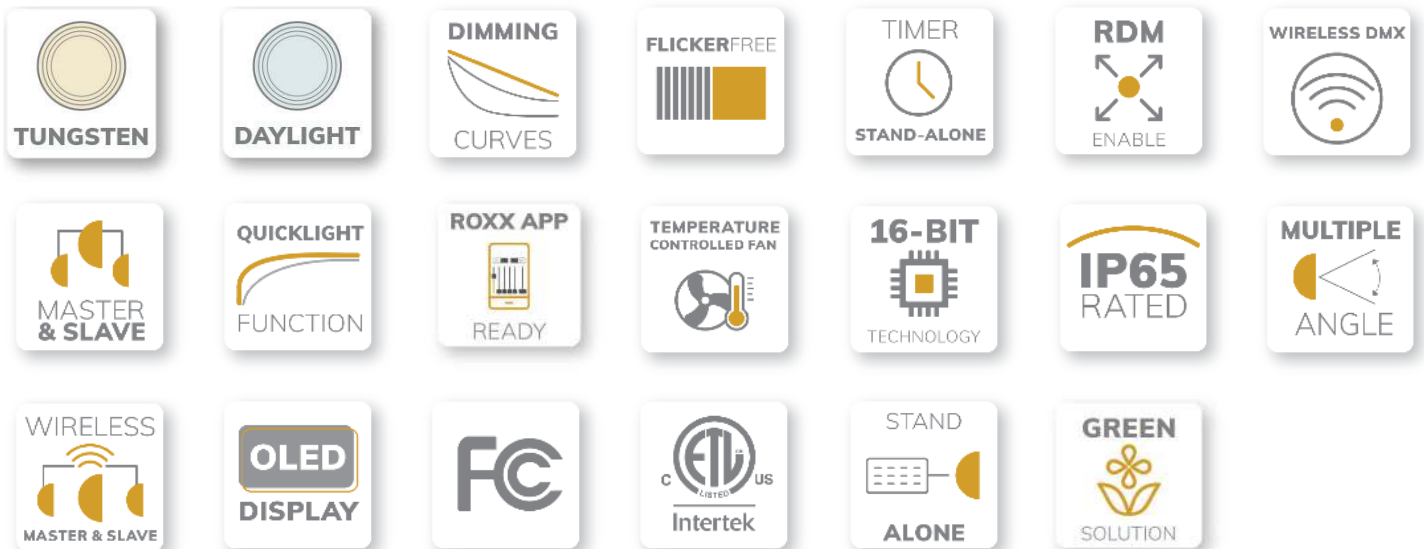 TUNGSTEN
DAYLIGHT
DIMMING
CURVES
FLICKERFREE
TIMER
STAND-ALONE
RDM
ENABLE
WIRELESS DMX
MASTER
& SLAVE
QUICKLIGHT
FUNCTION
ROXX APP
READY
TEMPERATURE
CONTROLLED FAN
16-BIT
TECHNOLOGY
IP65
RATED
MULTIPLE
ANGLE
WIRELESS
MASTER & SLAVE
OLED
DISPLAY
FC
ETL
C US
LISTED
Intertek
STAND
ALONE
GREEN
SOLUTION